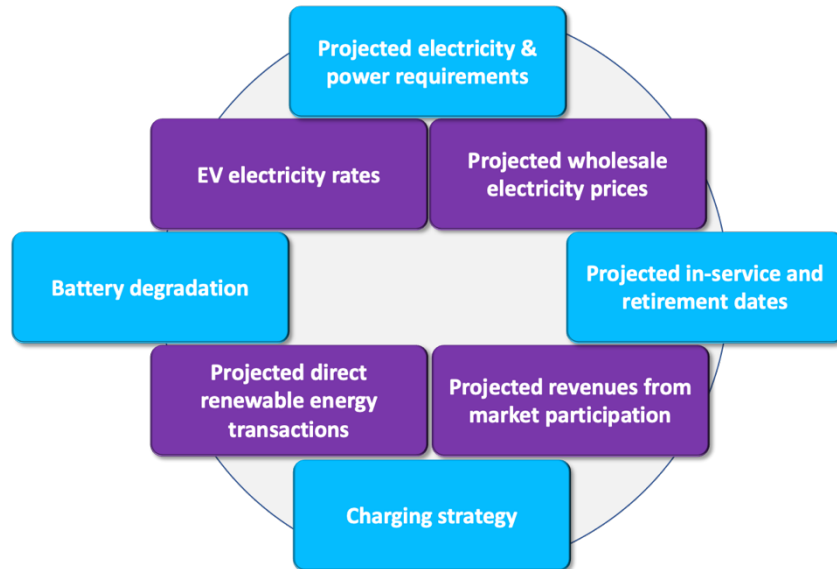 Projected electricity &
power requirements
EV electricity rates
Projected wholesale
electricity prices
Battery degradation
Projected in-service and
retirement dates
Projected direct
renewable energy
transactions
Projected revenues from
market participation
Charging strategy